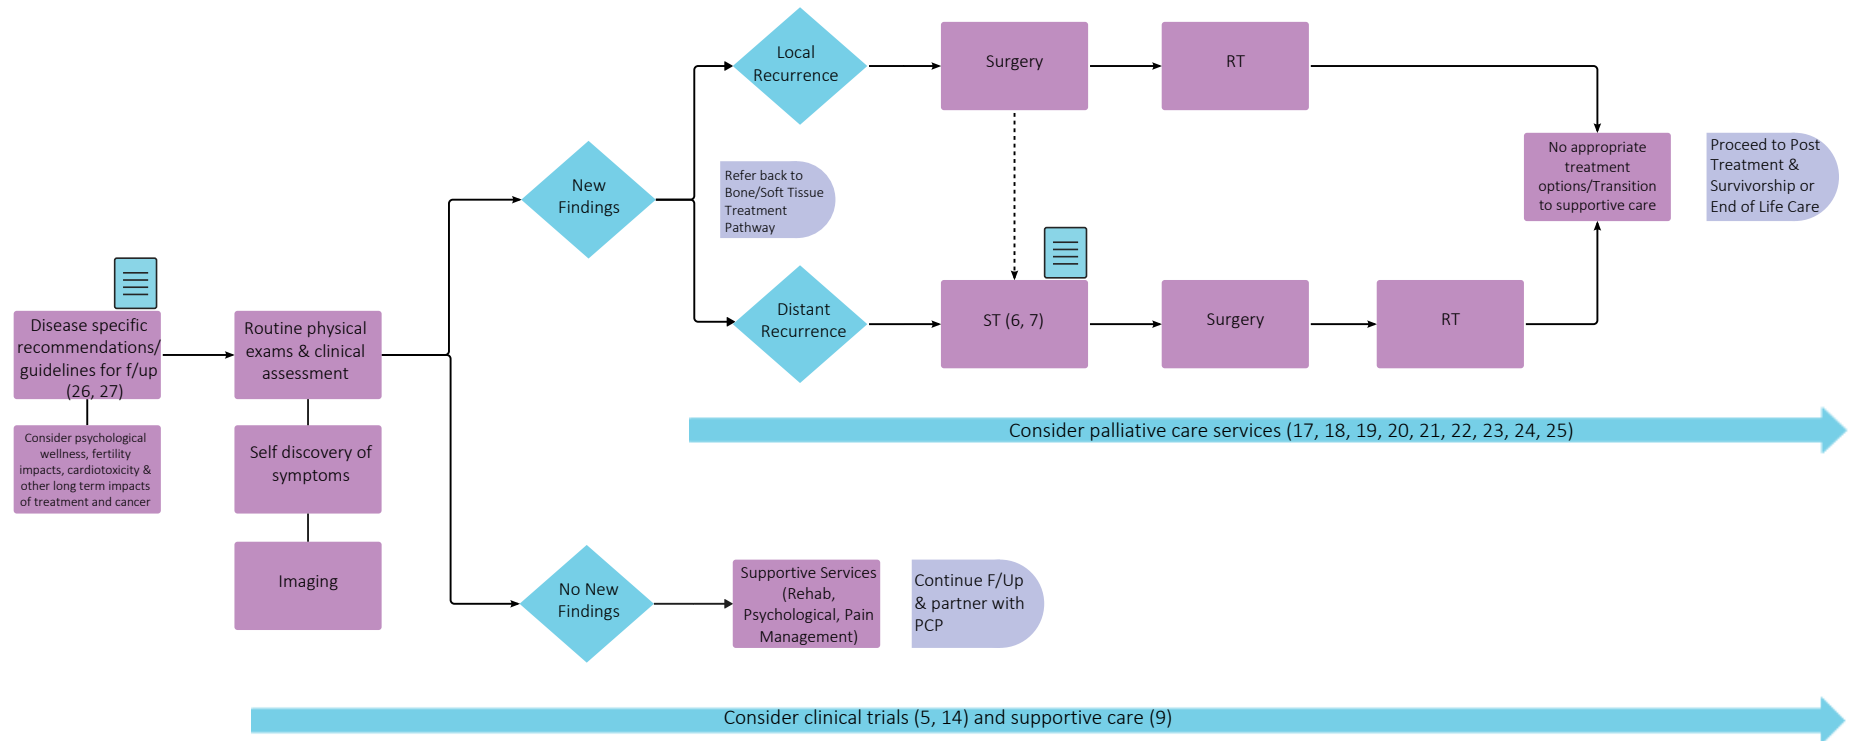 Local
Recurrence
Surgery
RT
No appropriate
treatment
options/Transition
to supportive care
Proceed to Post
Treatment &
Survivorship or
End of Life Care
New
Findings
Refer back to
Bone/Soft Tissue
Treatment
Pathway
Distant
Recurrence
ST (6, 7)
Surgery
RT
Disease specific
recommendations/
guidelines for f/up
(26, 27)
Routine physical
exams & clinical
assessment
Consider psychological
wellness, fertility
impacts, cardiotoxicity &
other long term impacts
of treatment and cancer
Self discovery of
symptoms
Imaging
Consider palliative care services (17, 18, 19, 20, 21, 22, 23, 24, 25)
No New
Findings
Supportive Services
(Rehab,
Psychological, Pain
Management)
Continue F/Up
& partner with
PCP
Consider clinical trials (5, 14) and supportive care (9)